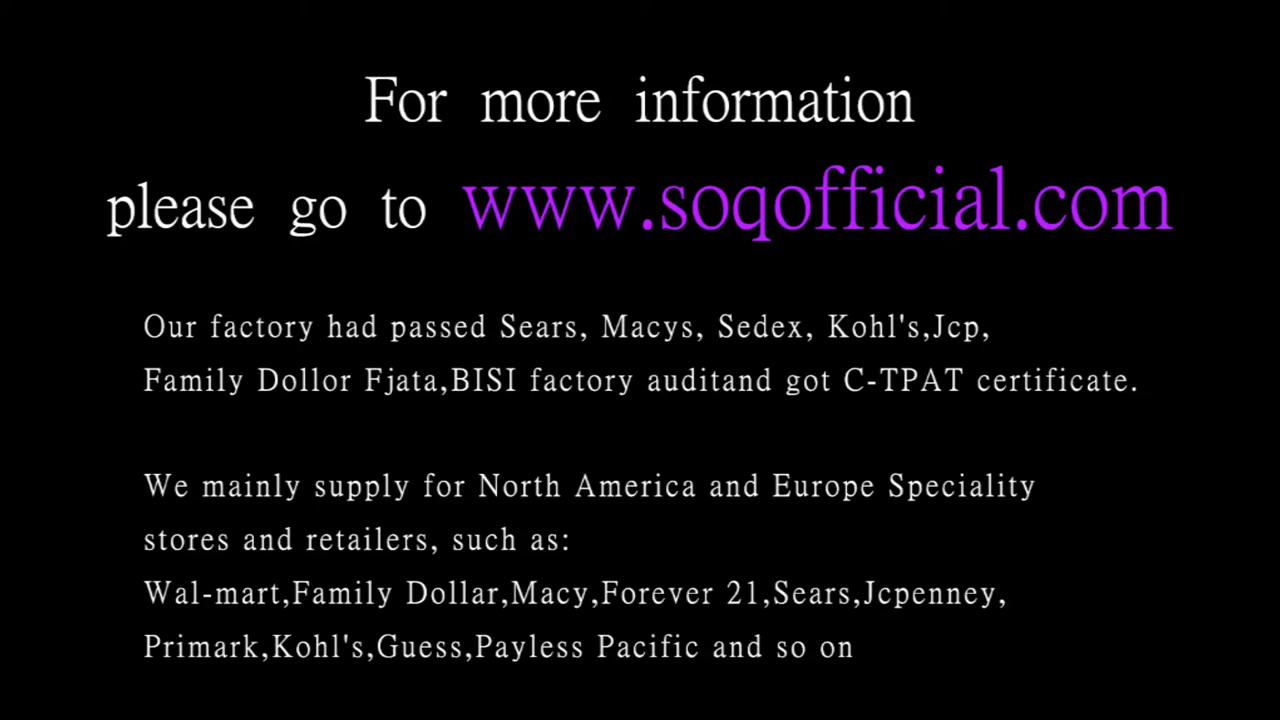 For more information
please go to www.soqofficial.com
Our factory had passed Sears, Macys, Sedex, Kohl's,Jcp,
Family Dollor Fjata,BISI factory auditand got C-TPAT certificate.
We mainly supply for North America and Europe Speciality
stores and retailers, such as:
Wal-mart,Family Dollar,Macy,Forever 21,Sears,Jcpenney,
Primark,Kohl's,Guess,Payless Pacific and so on